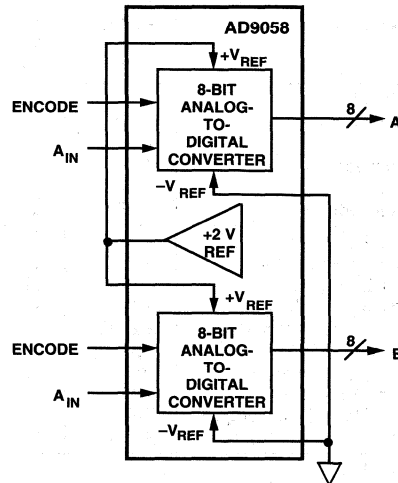 AD9058
+VREF
8-BIT
ANALOG-
TO-
DIGITAL
CONVERTER
ENCODE
AIN
8
A
–VREF
+2 V
REF
+VREF
8-BIT
ANALOG-
TO-
DIGITAL
CONVERTER
ENCODE
AIN
8
–VREF